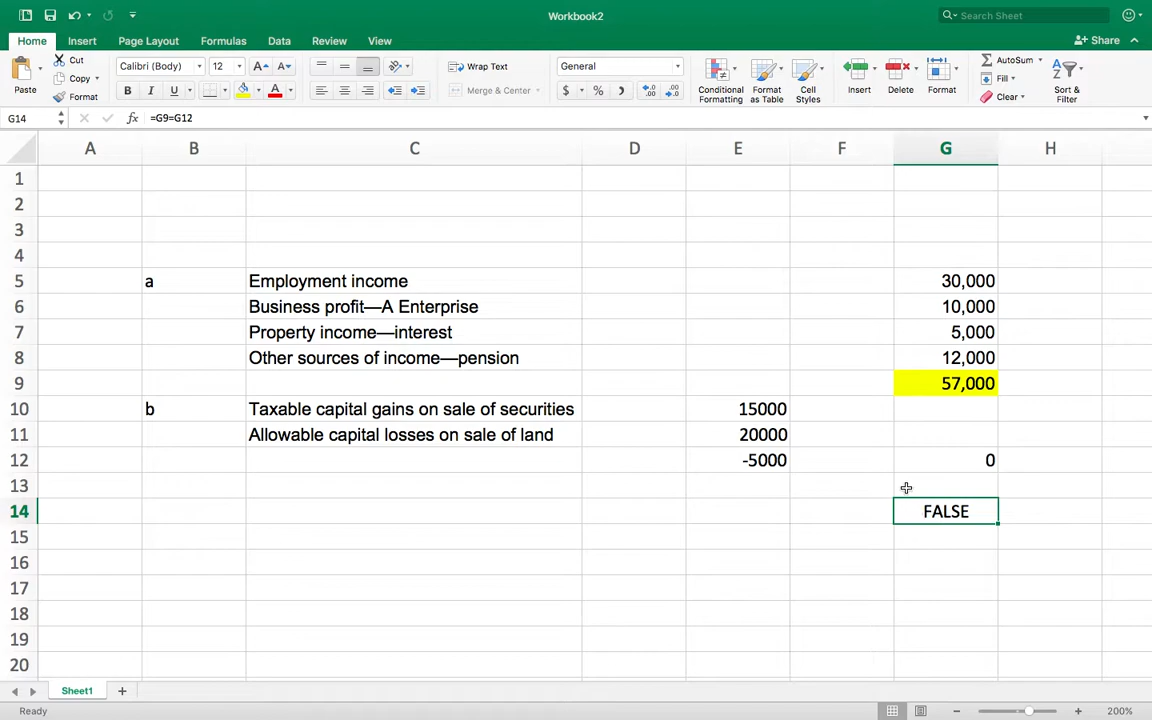 Workbook2
Search Sheet
Home Insert Page Layout Formulas Data Review View
Share
Paste
Cut
Copy
Format
Calibri (Body) 12
A A
B I U A
Wrap Text
Merge & Center
General
$ % ,
Conditional Formatting
Format as Table
Cell Styles
Insert
Delete
Format
AutoSum
Fill
Clear
Sort & Filter
G14 fx =G9=G12
A B C D E F G H
1
2
3
4
5 a Employment income 30,000
6 Business profit—A Enterprise 10,000
7 Property income—interest 5,000
8 Other sources of income—pension 12,000
9 57,000
10 b Taxable capital gains on sale of securities 15000
11 Allowable capital losses on sale of land 20000
12 -5000 0
13
14 FALSE
15
16
17
18
19
20
Sheet1
Ready
200%